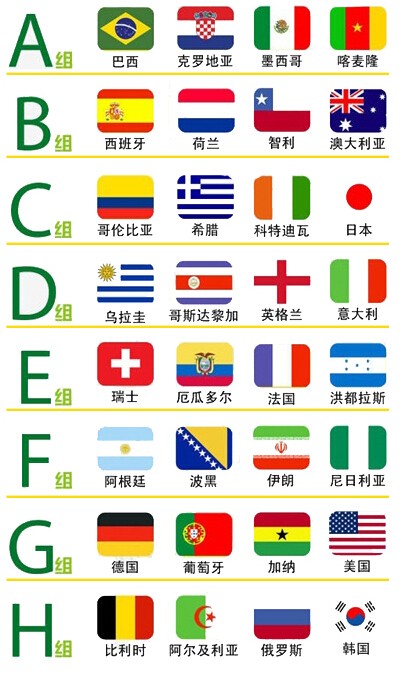 A组
巴西 克罗地亚 墨西哥 喀麦隆
B组
西班牙 荷兰 智利 澳大利亚
C组
哥伦比亚 希腊 科特迪瓦 日本
D组
乌拉圭 哥斯达黎加 英格兰 意大利
E组
瑞士 厄瓜多尔 法国 洪都拉斯
F组
阿根廷 波黑 伊朗 尼日利亚
G组
德国 葡萄牙 加纳 美国
H组
比利时 阿尔及利亚 俄罗斯 韩国